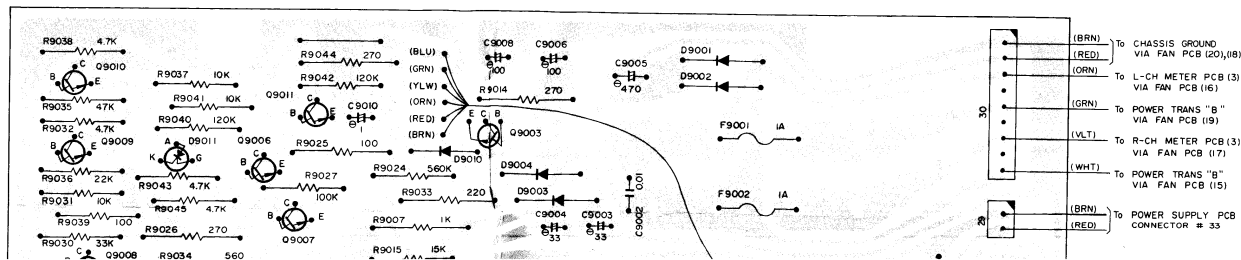 R9038 4.7K
C
Q9010
B E
R9035 47K
R9032 4.7K
C
Q9009
B E
R9036 22K
R9031 10K
R9039 100
R9030 33K
C
Q9008
R9037 10K
R9041 10K
R9040 120K
A D9011
K G
R9043 4.7K
R9045 4.7K
R9026 270
R9034 560
Q9006
C
B E
R9044 270
R9042 120K
Q9011
C
B E
C9010
⊖
1
R9025 100
R9027
100K
C
B E
Q9007
(BLU)
(GRN)
(YLW)
(ORN)
(RED)
(BRN)
D9010
R9024 560K
R9033 220
R9007 1K
R9015 15K
C9008
⊖
100
C9006
⊖
100
R9014 270
E C B
Q9003
D9004
D9003
C9004
⊖
33
C9003
⊖
33
C9005
⊖
470
C9002 0.01
D9001
D9002
F9001 1A
F9002 1A
30
(BRN)
(RED)
To CHASSIS GROUND
VIA FAN PCB (20),(18)
(ORN) To L-CH METER PCB (3)
VIA FAN PCB (16)
(GRN) To POWER TRANS "B"
VIA FAN PCB (19)
(VLT) To R-CH METER PCB (3)
VIA FAN PCB (17)
(WHT) To POWER TRANS "B"
VIA FAN PCB (15)
29
(BRN)
(RED)
To POWER SUPPLY PCB
CONNECTOR # 33